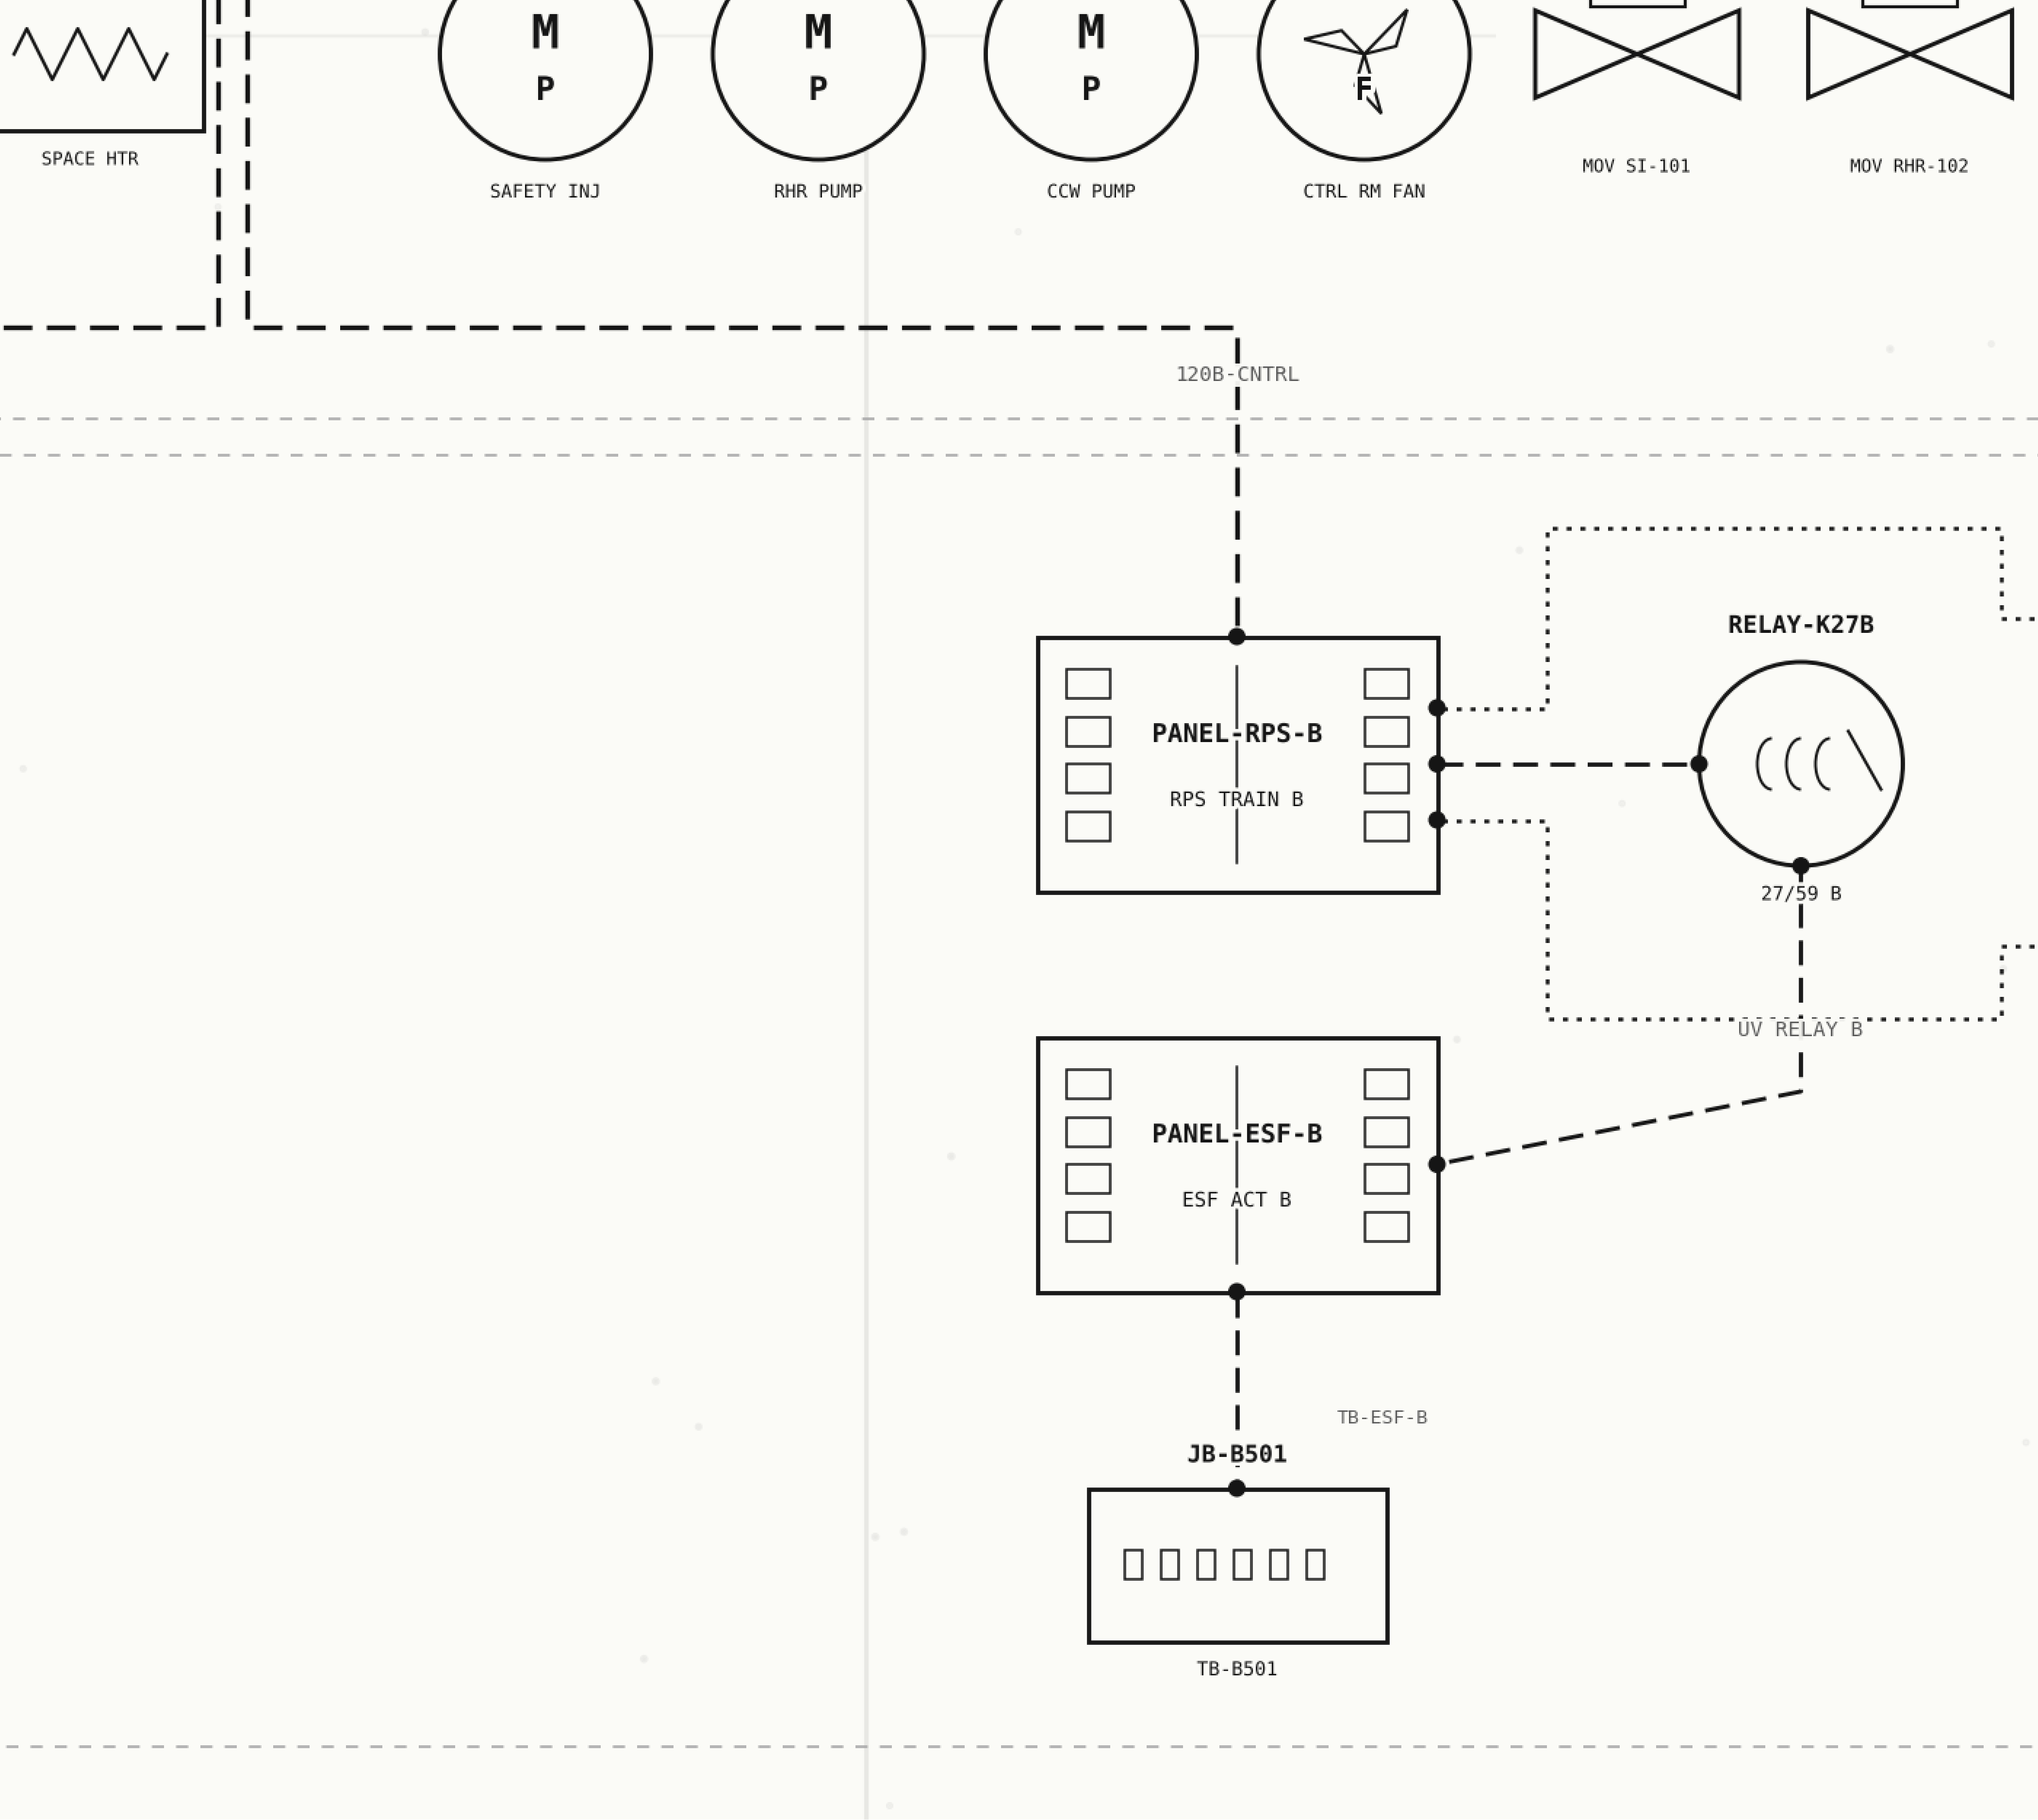 M
P
M
P
M
P
F
SPACE HTR
SAFETY INJ
RHR PUMP
CCW PUMP
CTRL RM FAN
MOV SI-101
MOV RHR-102
120B-CNTRL
RELAY-K27B
PANEL-RPS-B
RPS TRAIN B
27/59 B
UV RELAY B
PANEL-ESF-B
ESF ACT B
TB-ESF-B
JB-B501
TB-B501